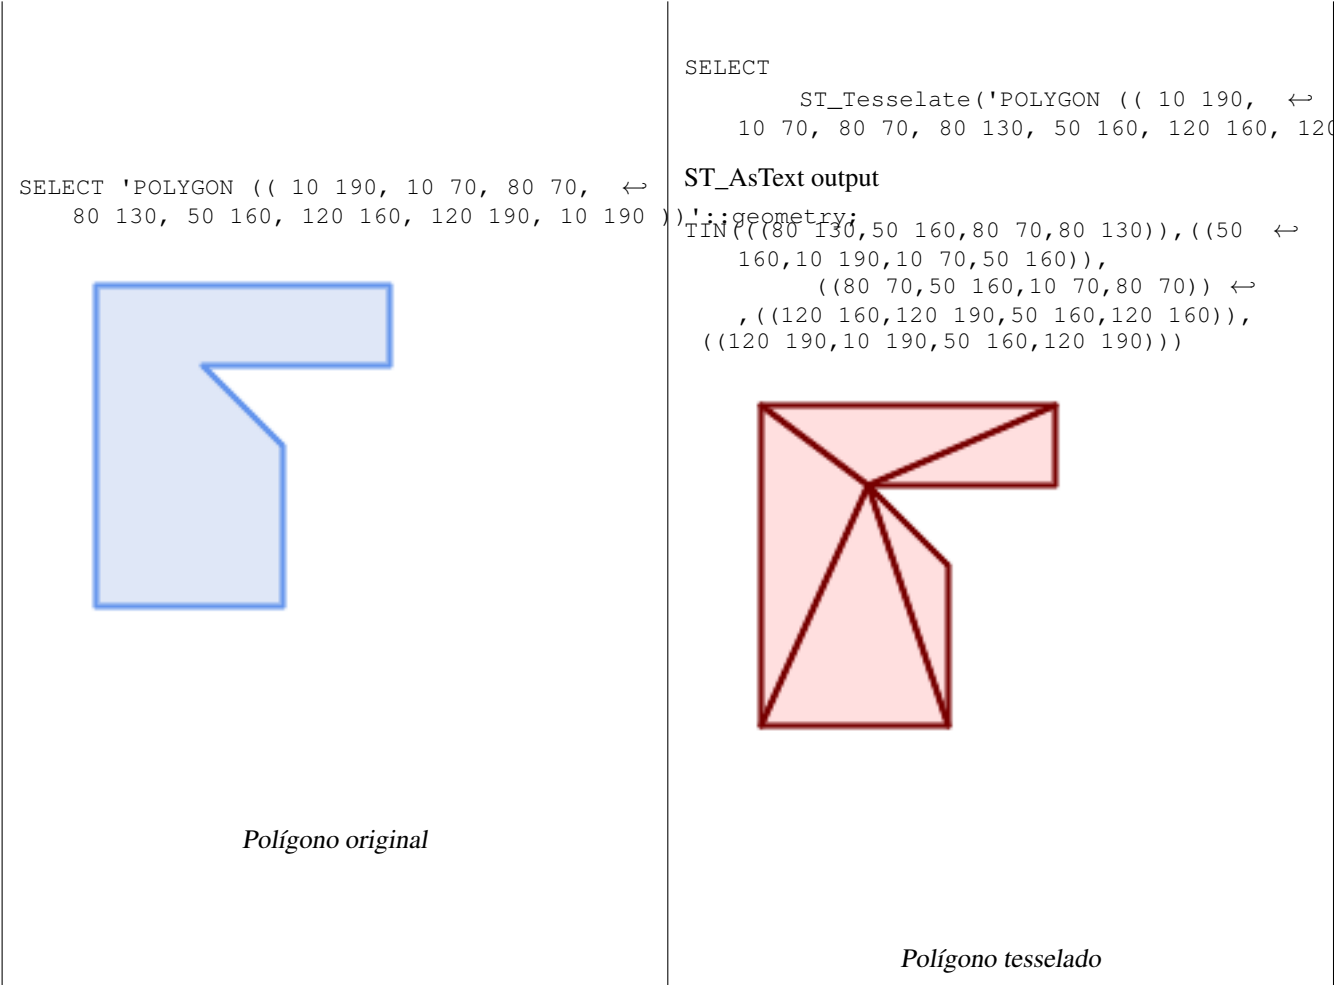 SELECT 'POLYGON (( 10 190, 10 70, 80 70, ↩
80 130, 50 160, 120 160, 120 190, 10 190 ))'::geometry;
Polígono original
SELECT
ST_Tesselate('POLYGON (( 10 190, ↩
10 70, 80 70, 80 130, 50 160, 120 160, 120
ST_AsText output
TIN(((80 130,50 160,80 70,80 130)),((50 ↩
160,10 190,10 70,50 160)),
((80 70,50 160,10 70,80 70)) ↩
,((120 160,120 190,50 160,120 160)),
((120 190,10 190,50 160,120 190)))
Polígono tesselado